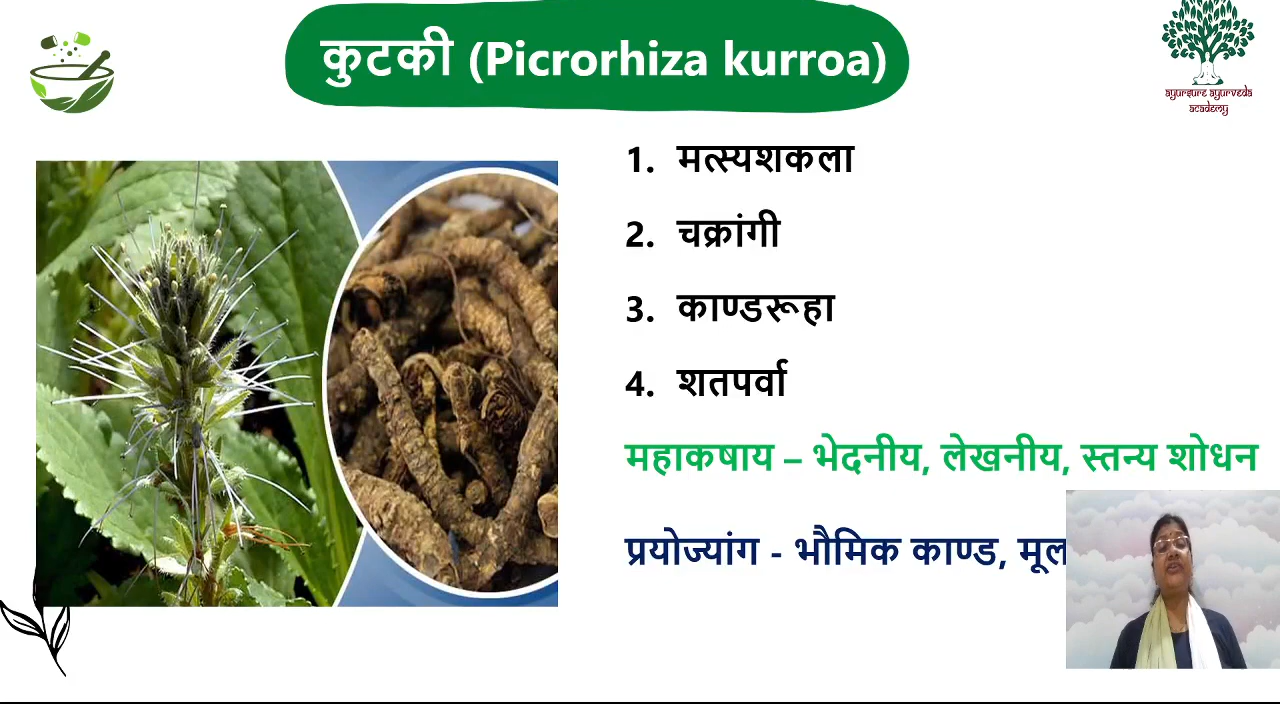 कुटकी (Picrorhiza kurroa)
ayursure ayurveda
academy
1. मत्स्यशकला
2. चक्रांगी
3. काण्डरूहा
4. शतपर्वा
महाकषाय – भेदनीय, लेखनीय, स्तन्य शोधन
प्रयोज्यांग - भौमिक काण्ड, मूल